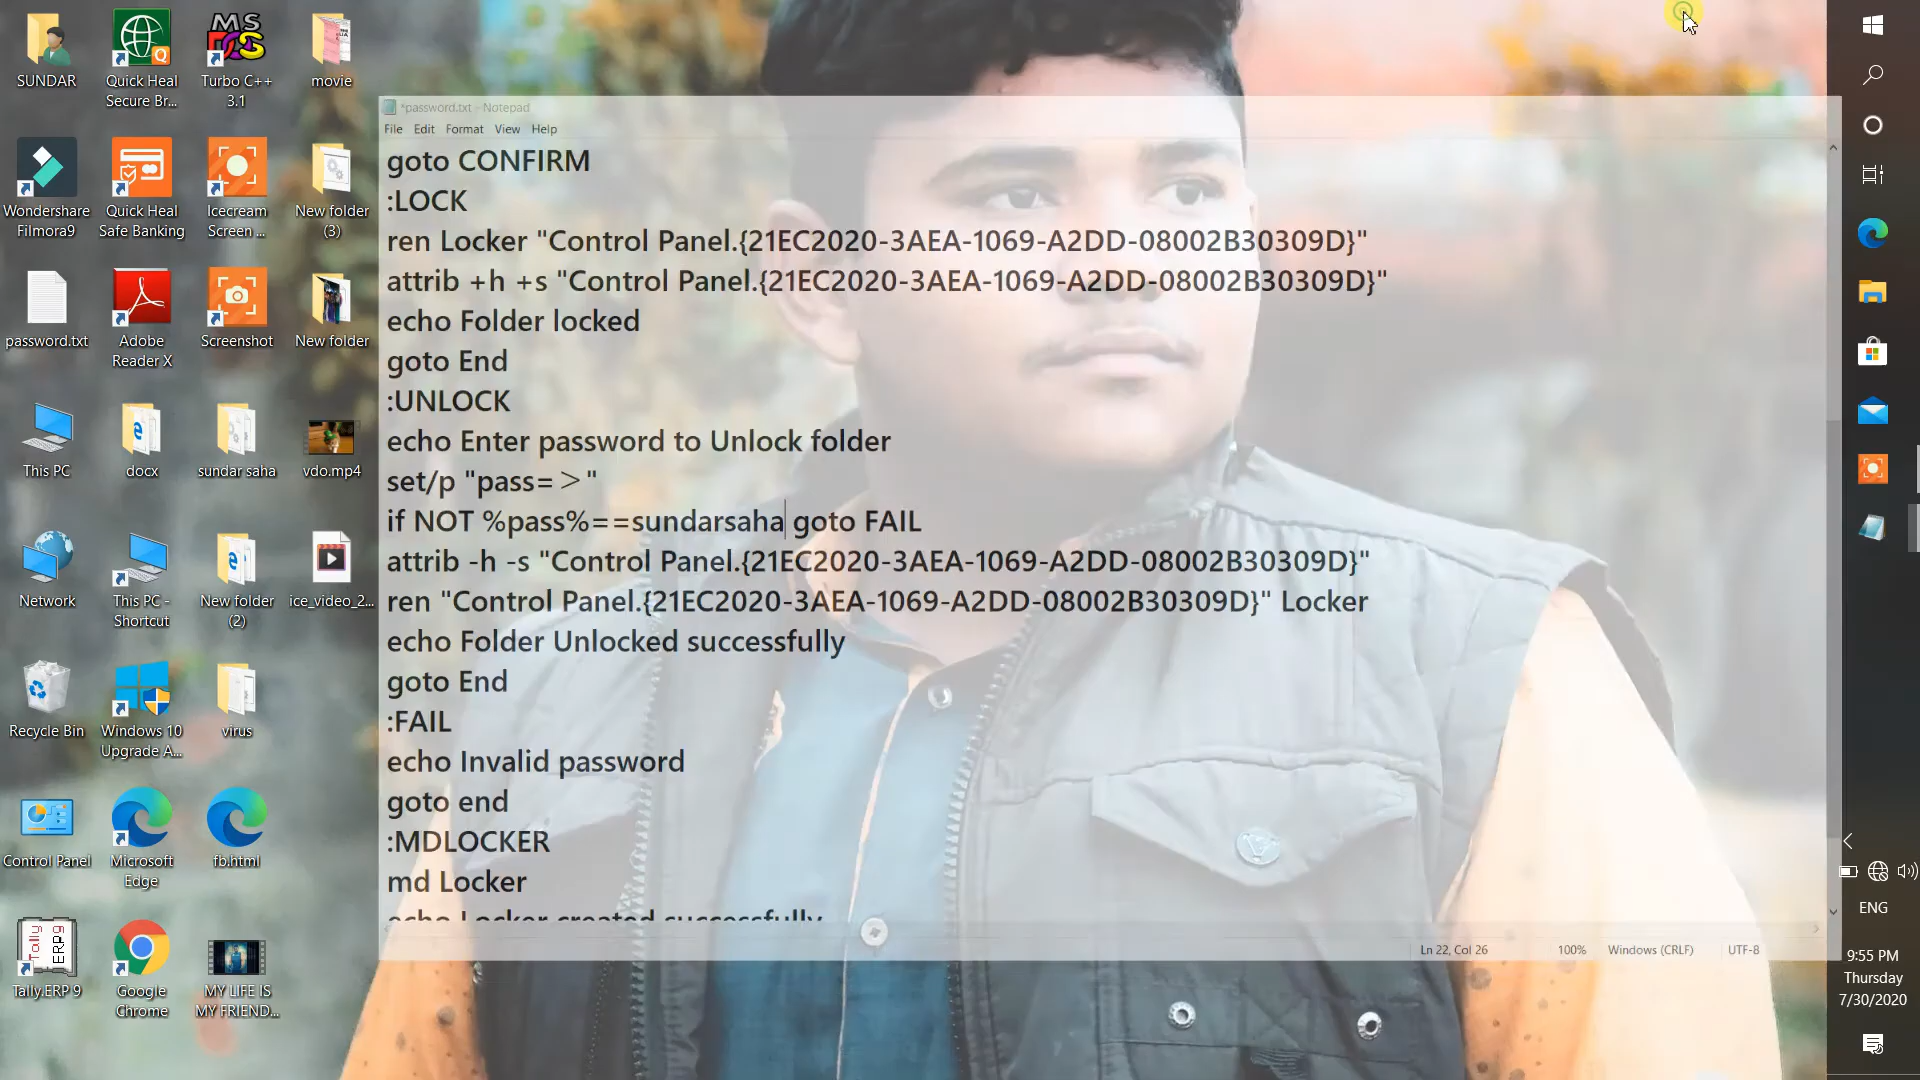 SUNDAR
Quick Heal
Secure Br...
Turbo C++
3.1
movie
Wondershare
Filmora9
Quick Heal
Safe Banking
Icecream
Screen ...
New folder
(3)
password.txt
Adobe
Reader X
Screenshot
New folder
This PC
docx
sundar saha
vdo.mp4
Network
This PC -
Shortcut
New folder
(2)
ice_video_2...
Recycle Bin
Windows 10
Upgrade A...
virus
Control Panel
Microsoft
Edge
fb.html
Tally.ERP 9
Google
Chrome
MY LIFE IS
MY FRIEND...
*password.txt - Notepad
File Edit Format View Help
goto CONFIRM
:LOCK
ren Locker "Control Panel.{21EC2020-3AEA-1069-A2DD-08002B30309D}"
attrib +h +s "Control Panel.{21EC2020-3AEA-1069-A2DD-08002B30309D}"
echo Folder locked
goto End
:UNLOCK
echo Enter password to Unlock folder
set/p "pass=＞"
if NOT %pass%==sundarsaha goto FAIL
attrib -h -s "Control Panel.{21EC2020-3AEA-1069-A2DD-08002B30309D}"
ren "Control Panel.{21EC2020-3AEA-1069-A2DD-08002B30309D}" Locker
echo Folder Unlocked successfully
goto End
:FAIL
echo Invalid password
goto end
:MDLOCKER
md Locker
echo Locker created successfully
Ln 22, Col 26 100% Windows (CRLF) UTF-8
ENG
9:55 PM
Thursday
7/30/2020